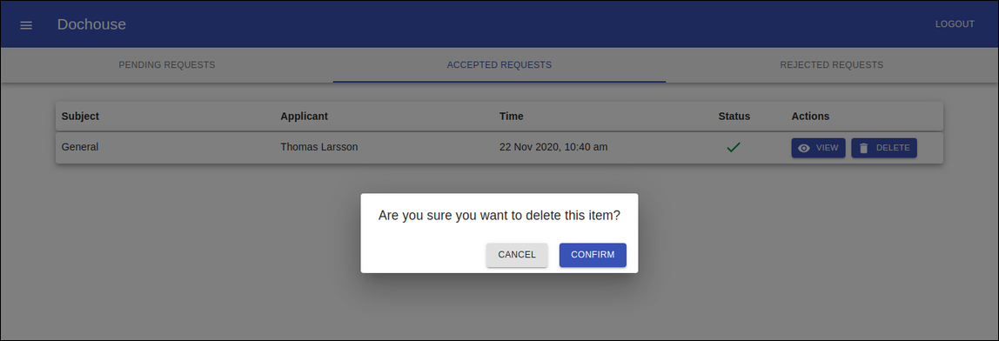 Dochouse LOGOUT
PENDING REQUESTS ACCEPTED REQUESTS REJECTED REQUESTS
Subject Applicant Time Status Actions
General Thomas Larsson 22 Nov 2020, 10:40 am VIEW DELETE
Are you sure you want to delete this item?
CANCEL CONFIRM